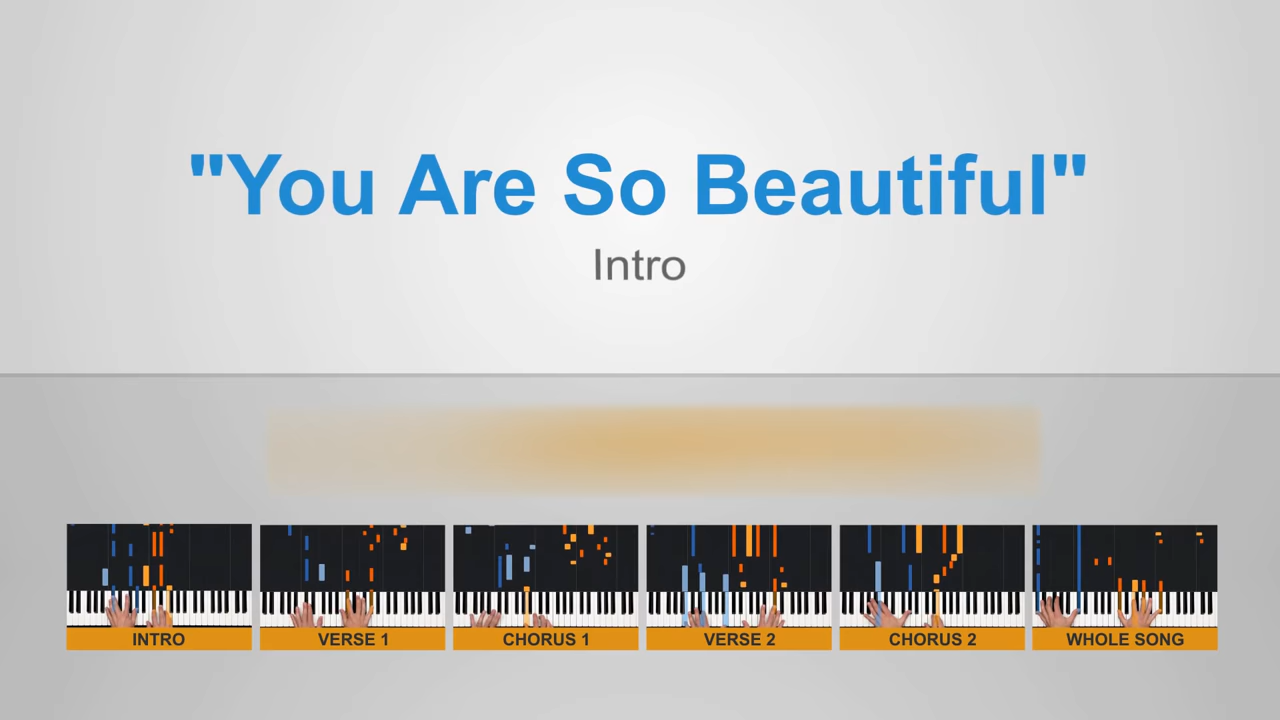 "You Are So Beautiful"
Intro
INTRO
VERSE 1
CHORUS 1
VERSE 2
CHORUS 2
WHOLE SONG